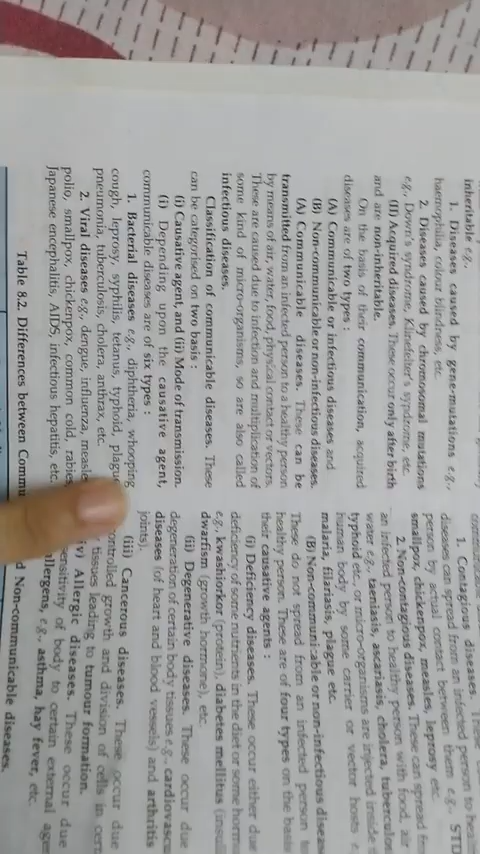 inheritable e.g.,
1. Diseases caused by gene-mutations e.g.,
haemophilia, colour blindness, etc.
2. Diseases caused by chromosomal mutations
e.g., Down's syndrome, Klinefelter's syndrome, etc.
(II) Acquired diseases. These occur only after birth
and are non-inheritable.
On the basis of their communication, acquired
diseases are of two types :
(A) Communicable or infectious diseases and
(B) Non-communicable or non-infectious diseases.
(A) Communicable diseases. These can be
transmitted from an infected person to a healthy person
by means of air, water, food, physical contact or vectors.
These are caused due to infection and multiplication of
some kind of micro-organisms, so are also called
infectious diseases.
Classification of communicable diseases. These
can be categorised on two basis :
(i) Causative agent, and (ii) Mode of transmission.
(i) Depending upon the causative agent,
communicable diseases are of six types :
1. Bacterial diseases e.g., diphtheria, whooping
cough, leprosy, syphilis, tetanus, typhoid, plague
pneumonia, tuberculosis, cholera, anthrax, etc.
2. Viral diseases e.g., dengue, influenza, measles
polio, smallpox, chickenpox, common cold, rabies
Japanese encephalitis, AIDS, infectious hepatitis, etc.
1. Contagious diseases.
diseases can spread from an infected person to
person by actual contact between them e.g., STD
smallpox, chickenpox, measles, leprosy etc.
2. Non-contagious diseases. These can spread
an infected person to healthy person with food, air
water e.g., taeniasis, ascariasis, cholera,
typhoid etc., or micro-organisms are injected inside
human body by some carrier or vector hosts
malaria, filariasis, plague etc.
(B) Non-communicable or non-infectious
These do not spread from an infected person
healthy person. These are of four types on the basis
their causative agents :
(i) Deficiency diseases. These occur either due
deficiency of some nutrients in the diet or some
e.g., kwashiorkor (protein), diabetes mellitus
dwarfism (growth hormone), etc.
(ii) Degenerative diseases. These occur due
degeneration of certain body tissues e.g.,
diseases (of heart and blood vessels) and arthritis
joints).
(iii) Cancerous diseases. These occur due
growth and division of cells in
tissues leading to tumour formation.
Allergic diseases. These occur due
of body to certain external
allergens, e.g., asthma, hay fever, etc.
Table 8.2. Differences between Non-communicable diseases.